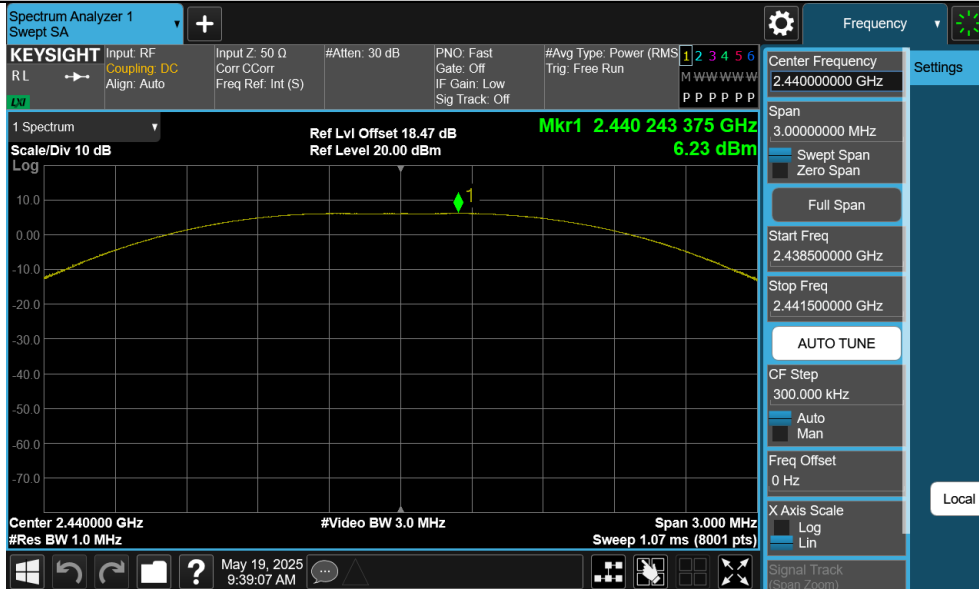 Spectrum Analyzer 1
Swept SA
Frequency
KEYSIGHT
R L
LXI
Input: RF
Coupling: DC
Align: Auto
Input Z: 50 Ω
Corr CCorr
Freq Ref: Int (S)
#Atten: 30 dB
PNO: Fast
Gate: Off
IF Gain: Low
Sig Track: Off
#Avg Type: Power (RMS
Trig: Free Run
1 2 3 4 5 6
M W W W W W
P P P P P P
Center Frequency
2.440000000 GHz
Settings
Span
3.00000000 MHz
Swept Span
Zero Span
Full Span
Start Freq
2.438500000 GHz
Stop Freq
2.441500000 GHz
AUTO TUNE
CF Step
300.000 kHz
Auto
Man
Freq Offset
0 Hz
X Axis Scale
Log
Lin
Signal Track
(Span Zoom)
Local
1 Spectrum
Scale/Div 10 dB
Ref Lvl Offset 18.47 dB
Ref Level 20.00 dBm
Mkr1 2.440 243 375 GHz
6.23 dBm
Log
1
10.0
0.00
-10.0
-20.0
-30.0
-40.0
-50.0
-60.0
-70.0
Center 2.440000 GHz
#Video BW 3.0 MHz
Span 3.000 MHz
#Res BW 1.0 MHz
Sweep 1.07 ms (8001 pts)
?
May 19, 2025
9:39:07 AM